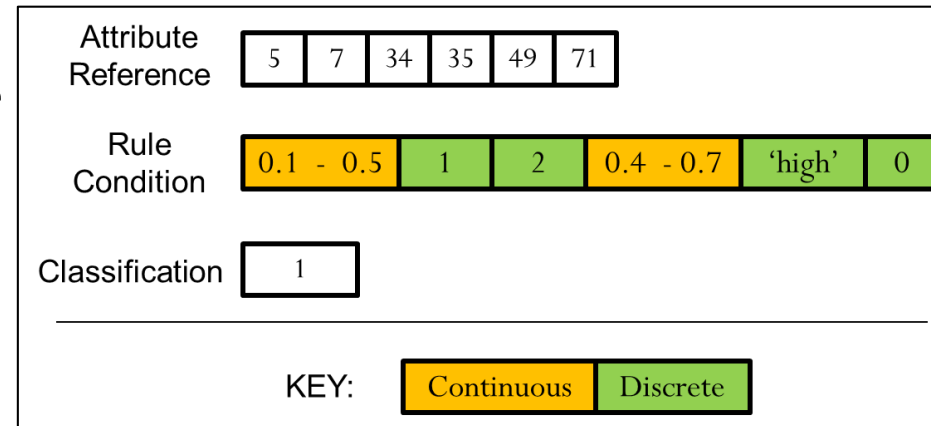 Attribute
Reference
5 7 34 35 49 71
Rule
Condition
0.1 - 0.5 1 2 0.4 - 0.7 ‘high’ 0
Classification
1
KEY: Continuous Discrete